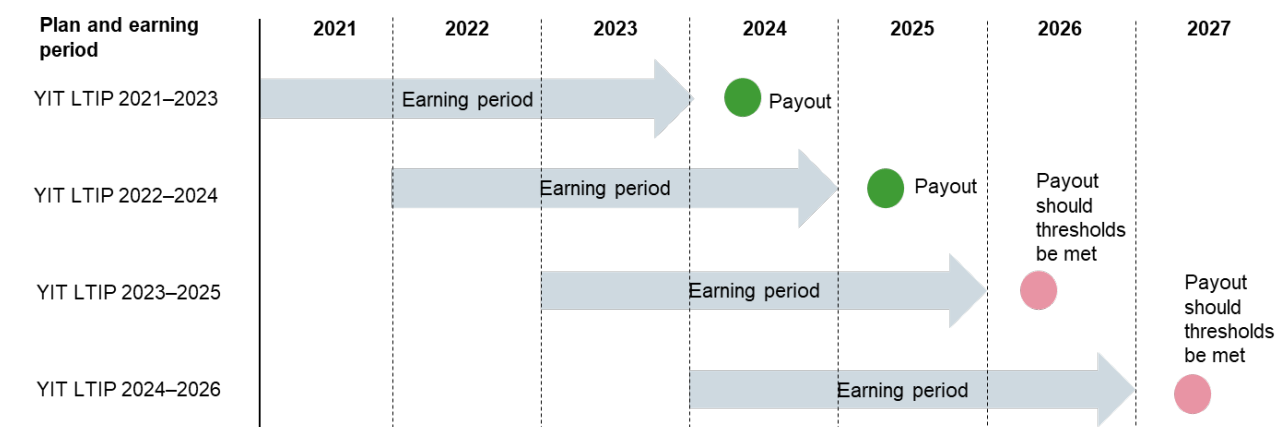 Plan and earning
period
2021
2022
2023
2024
2025
2026
2027
YIT LTIP 2021–2023
Earning period
Payout
YIT LTIP 2022–2024
Earning period
Payout
Payout
should
thresholds
be met
YIT LTIP 2023–2025
Earning period
Payout
should
thresholds
be met
YIT LTIP 2024–2026
Earning period